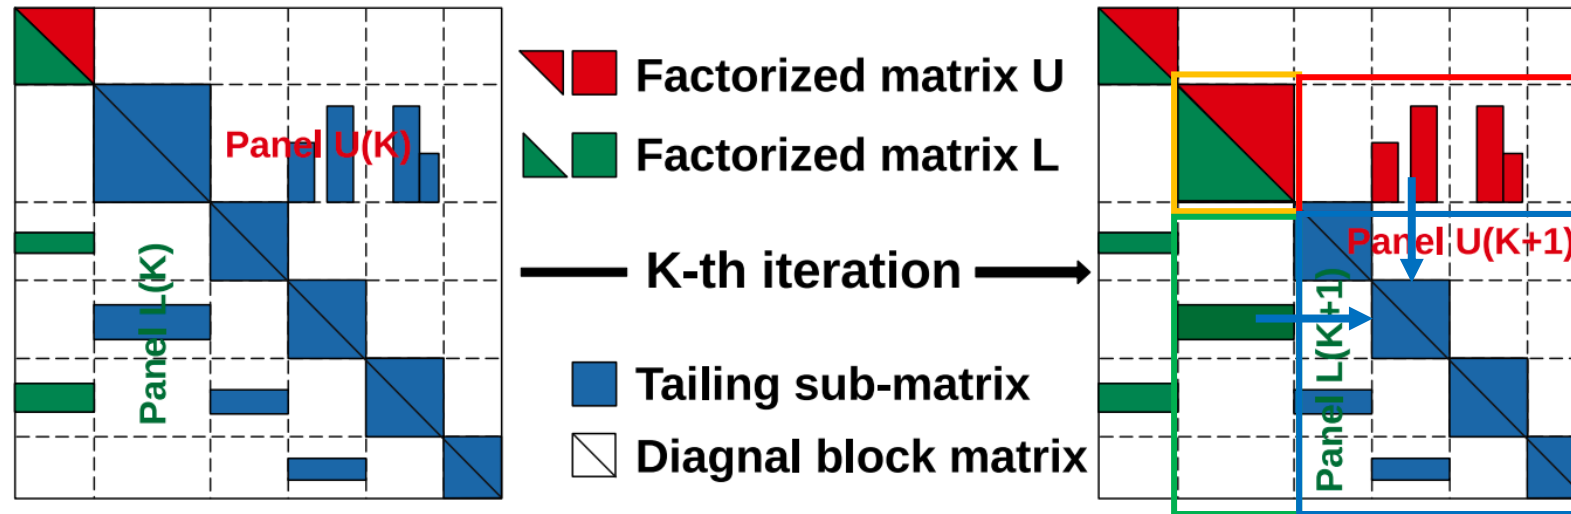 Panel U(K)
Panel L(K)
Factorized matrix U
Factorized matrix L
K-th iteration
Tailing sub-matrix
Diagnal block matrix
Panel U(K+1)
Panel L(K+1)